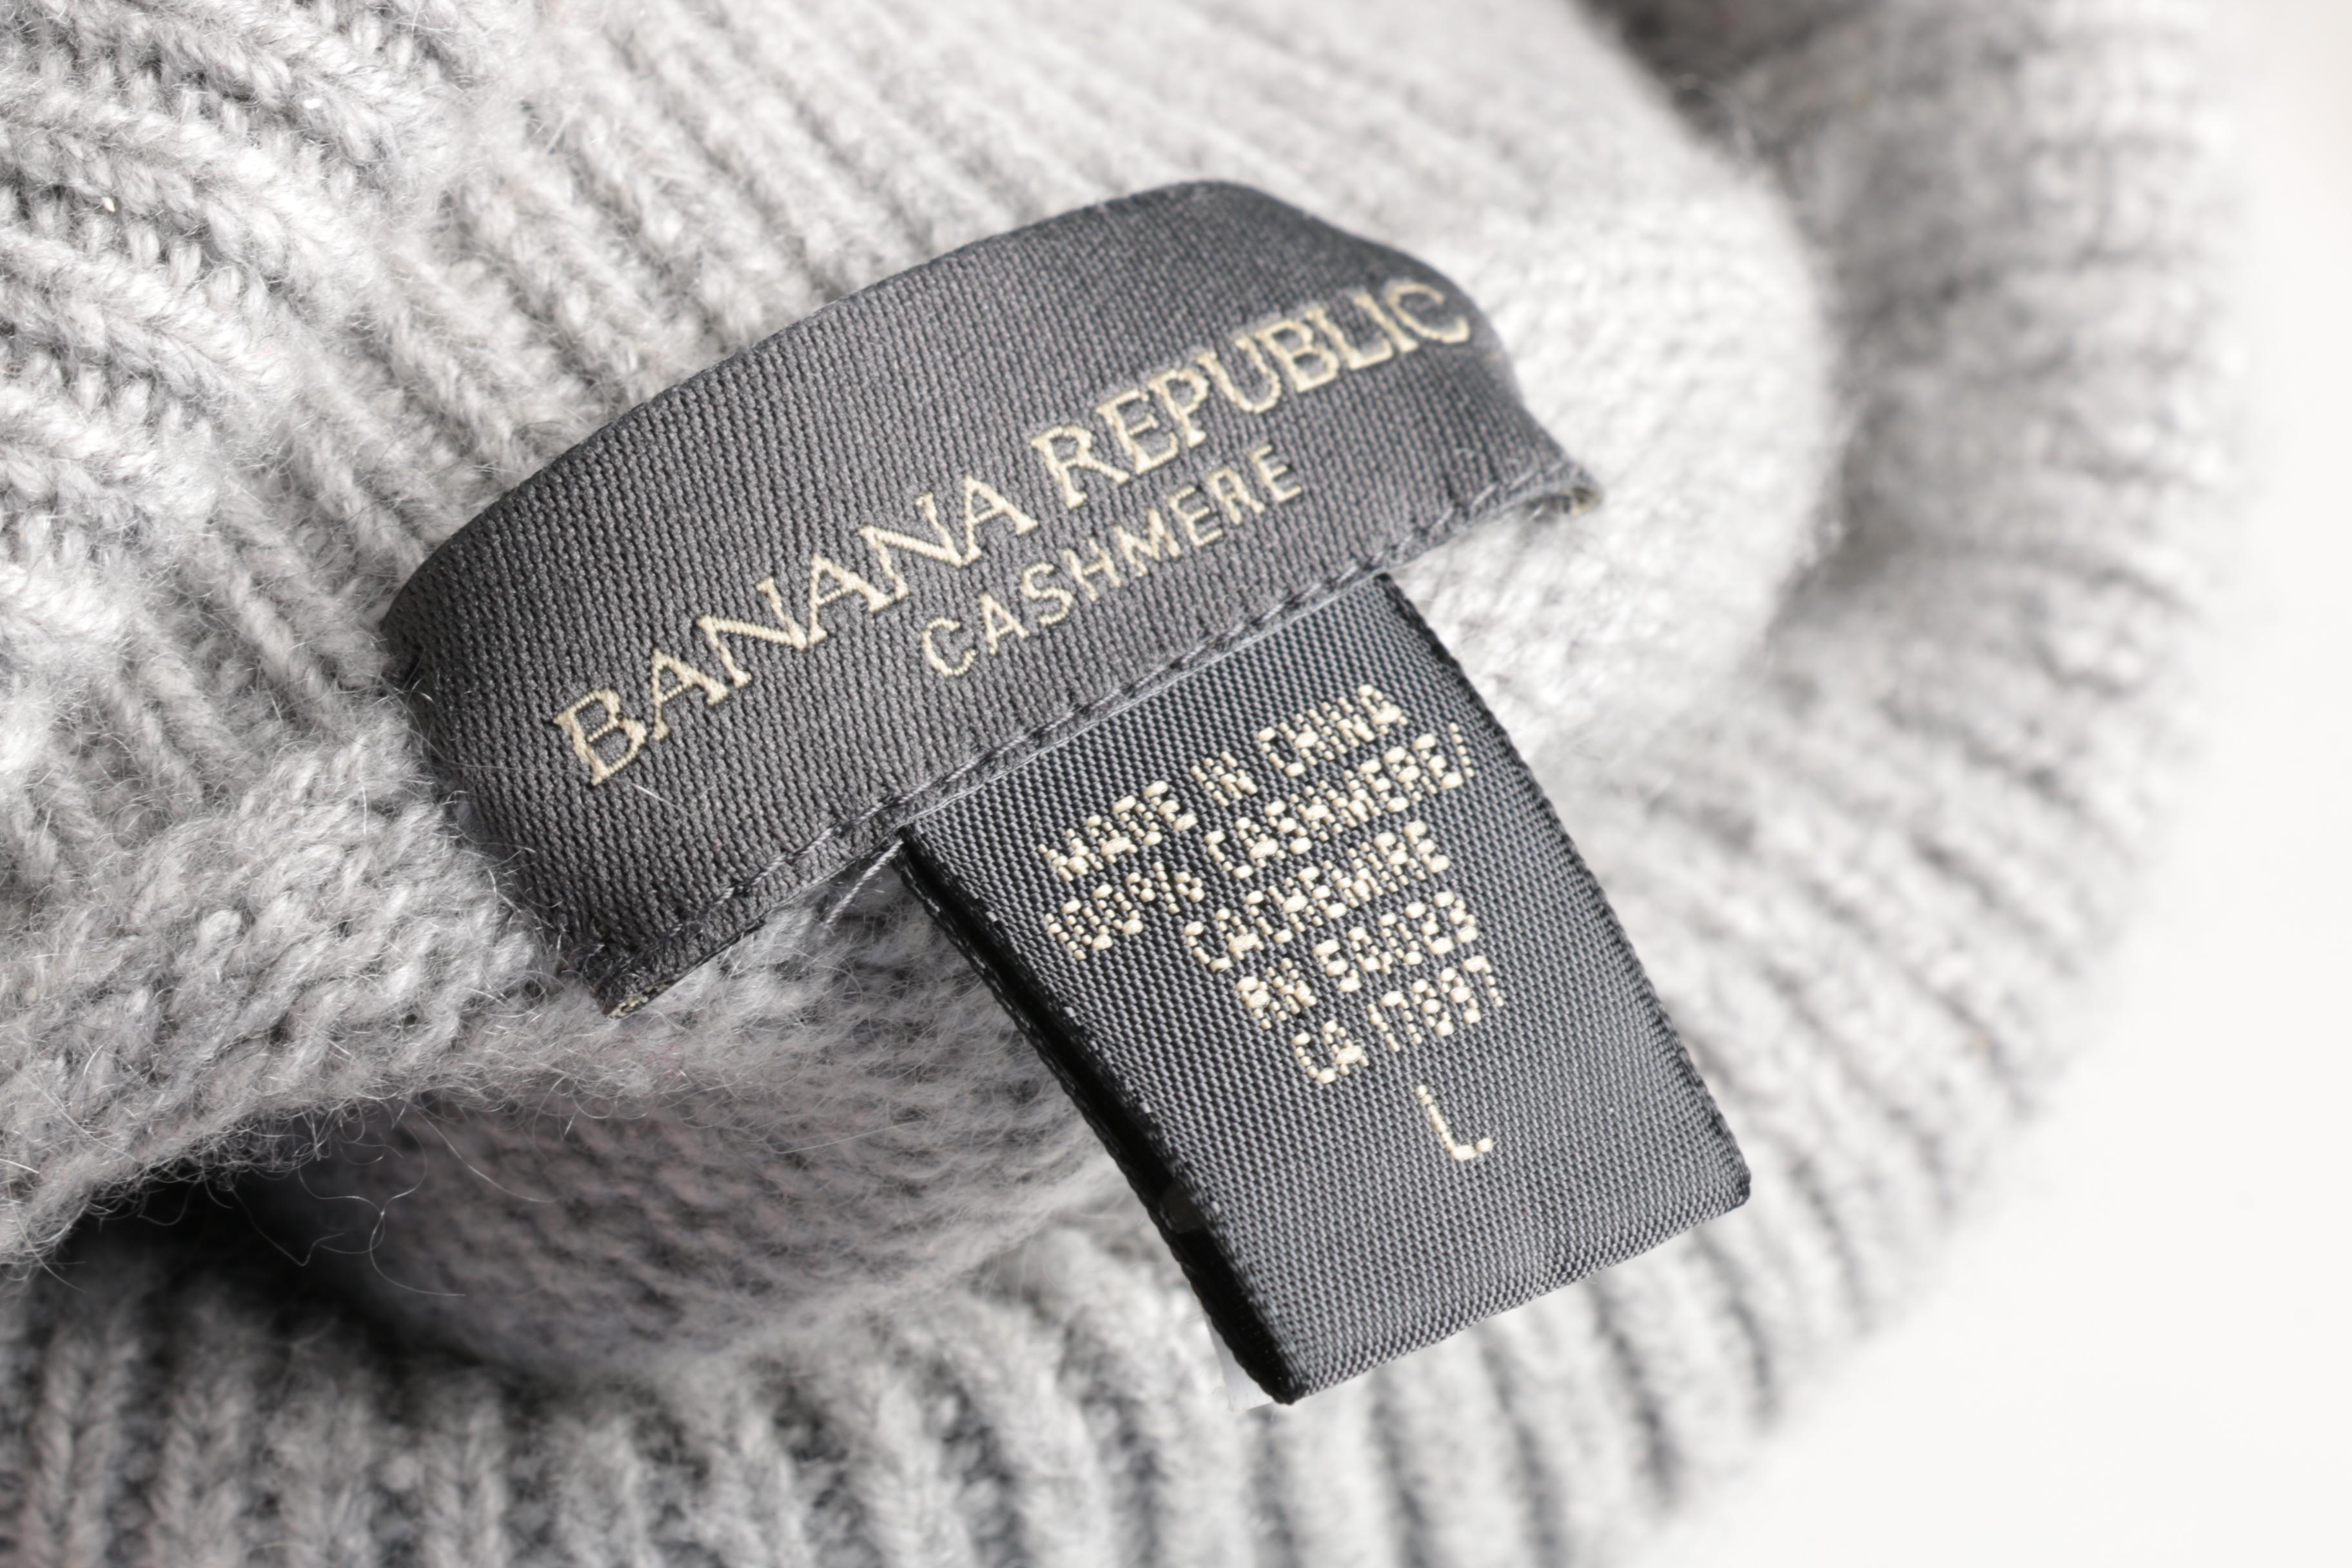 BANANA REPUBLIC
CASHMERE
MADE IN CHINA
100% CASHMERE/
CACHEMIRE
RN 54023
CA 17897
L